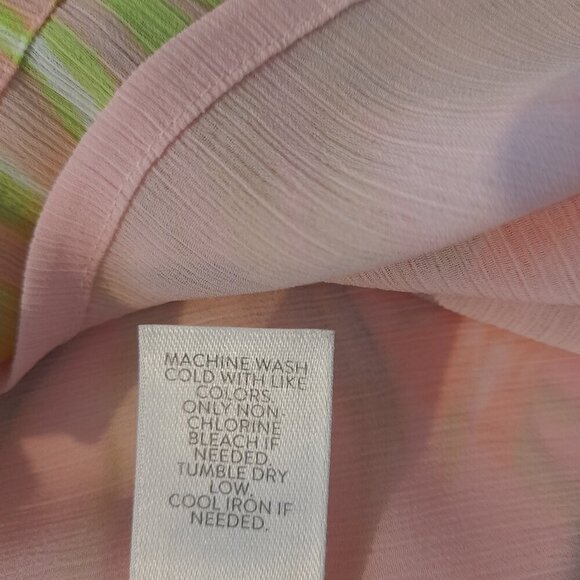 MACHINE WASH
COLD WITH LIKE
COLORS.
ONLY NON-
CHLORINE
BLEACH IF
NEEDED.
TUMBLE DRY
LOW.
COOL IRON IF
NEEDED.